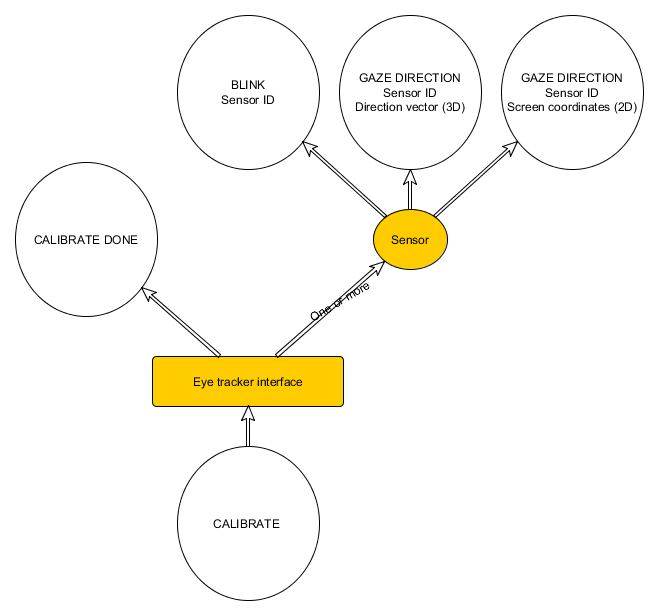 BLINK
Sensor ID
GAZE DIRECTION
Sensor ID
Direction vector (3D)
GAZE DIRECTION
Sensor ID
Screen coordinates (2D)
CALIBRATE DONE
Sensor
One or more
Eye tracker interface
CALIBRATE